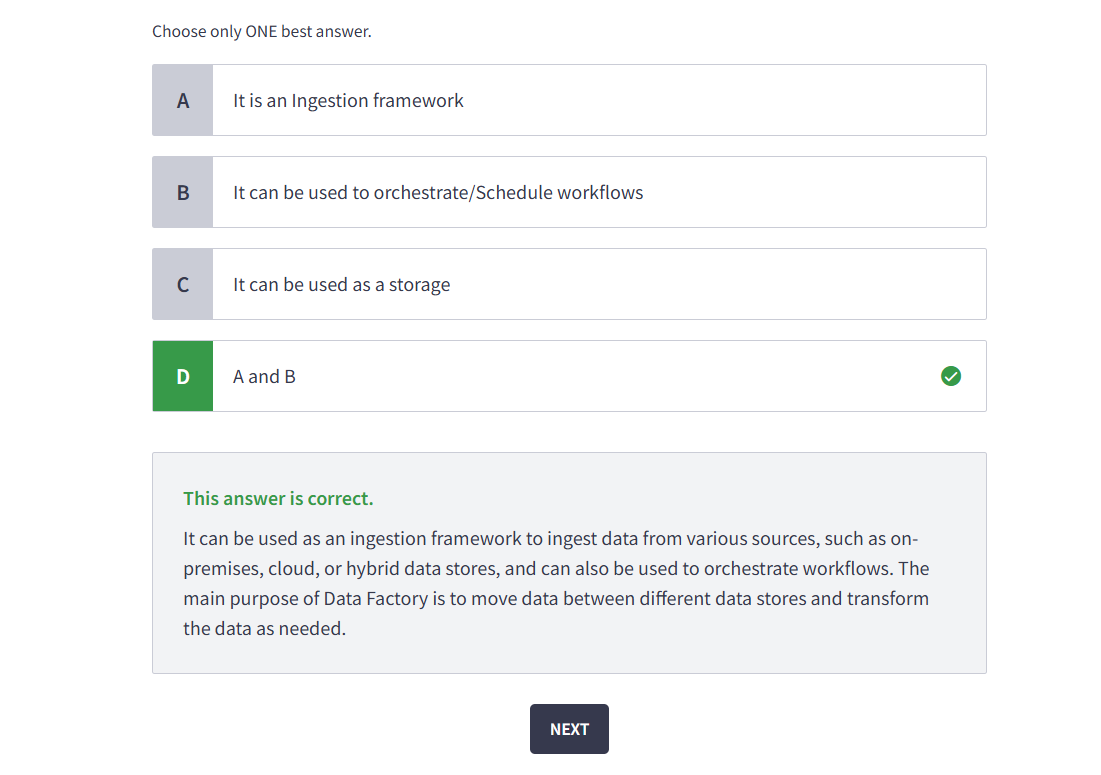 Choose only ONE best answer.
A
It is an Ingestion framework
B
It can be used to orchestrate/Schedule workflows
C
It can be used as a storage
D
A and B
This answer is correct.
It can be used as an ingestion framework to ingest data from various sources, such as on-
premises, cloud, or hybrid data stores, and can also be used to orchestrate workflows. The
main purpose of Data Factory is to move data between different data stores and transform
the data as needed.
NEXT